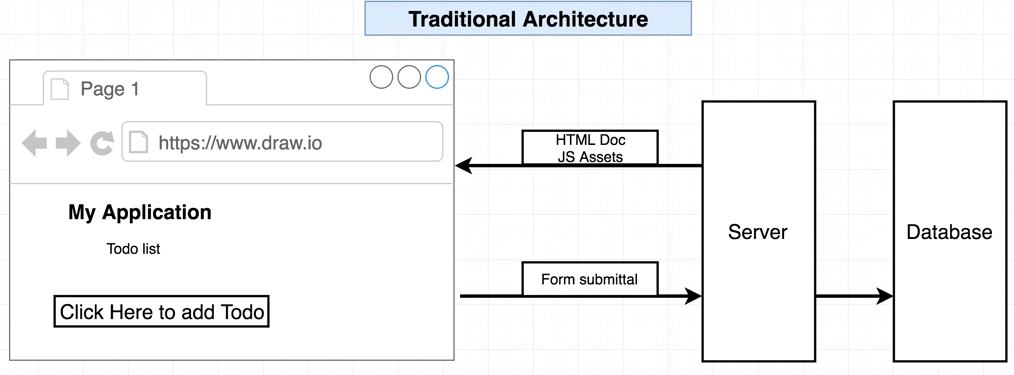 Traditional Architecture
Page 1
https://www.draw.io
HTML Doc
JS Assets
My Application
Todo list
Server
Database
Form submittal
Click Here to add Todo